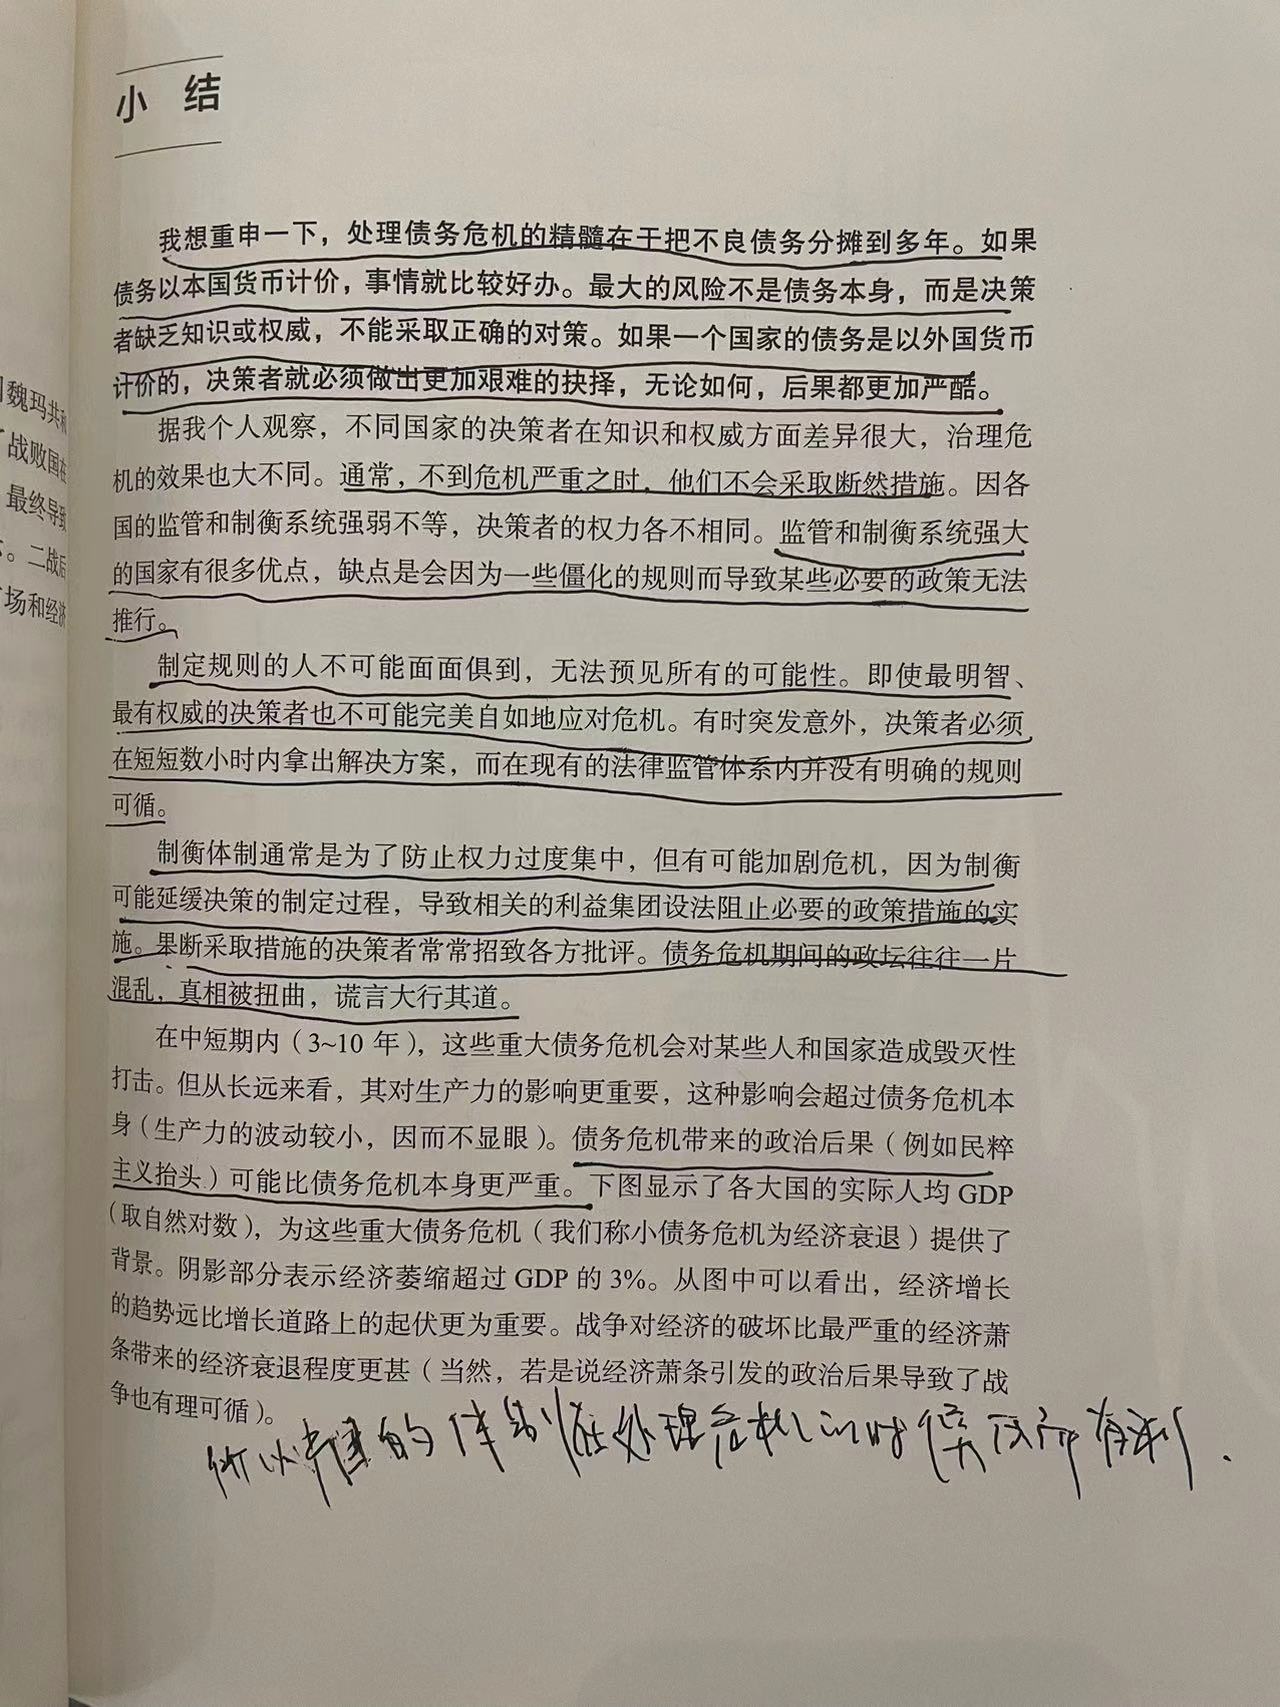 小 结
我想重申一下，处理债务危机的精髓在于把不良债务分摊到多年。如果
债务以本国货币计价，事情就比较好办。最大的风险不是债务本身，而是决策
者缺乏知识或权威，不能采取正确的对策。如果一个国家的债务是以外国货币
计价的，决策者就必须做出更加艰难的抉择，无论如何，后果都更加严酷。
据我个人观察，不同国家的决策者在知识和权威方面差异很大，治理危
机的效果也大不同。通常，不到危机严重之时，他们不会采取断然措施。因各
国的监管和制衡系统强弱不等，决策者的权力各不相同。监管和制衡系统强大
的国家有很多优点，缺点是会因为一些僵化的规则而导致某些必要的政策无法
推行。
制定规则的人不可能面面俱到，无法预见所有的可能性。即使最明智、
最有权威的决策者也不可能完美自如地应对危机。有时突发意外，决策者必须
在短短数小时内拿出解决方案，而在现有的法律监管体系内并没有明确的规则
可循。
制衡体制通常是为了防止权力过度集中，但有可能加剧危机，因为制衡
可能延缓决策的制定过程，导致相关的利益集团设法阻止必要的政策措施的实
施。果断采取措施的决策者常常招致各方批评。债务危机期间的政坛往往一片
混乱，真相被扭曲，谎言大行其道。
在中短期内（3~10 年），这些重大债务危机会对某些人和国家造成毁灭性
打击。但从长远来看，其对生产力的影响更重要，这种影响会超过债务危机本
身（生产力的波动较小，因而不显眼）。债务危机带来的政治后果（例如民粹
主义抬头）可能比债务危机本身更严重。下图显示了各大国的实际人均 GDP
（取自然对数），为这些重大债务危机（我们称小债务危机为经济衰退）提供了
背景。阴影部分表示经济萎缩超过 GDP 的 3%。从图中可以看出，经济增长
的趋势远比增长道路上的起伏更为重要。战争对经济的破坏比最严重的经济萧
条带来的经济衰退程度更甚（当然，若是说经济萧条引发的政治后果导致了战
争也有理可循）。
所以中国的体制在处理危机的时候反而有利.
魏玛共和
了战败国在
最终导致
。二战后
场和经济